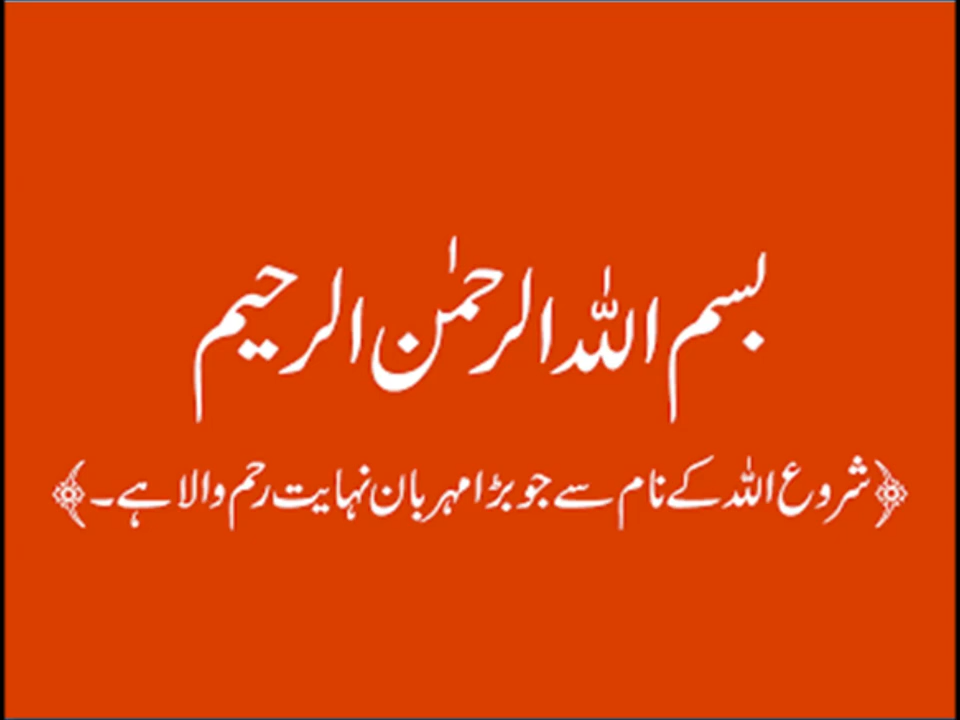 بسم اللہ الرحمٰن الرحیم
﴿شروع اللہ کے نام سے جو بڑا مہربان نہایت رحم والا ہے۔﴾